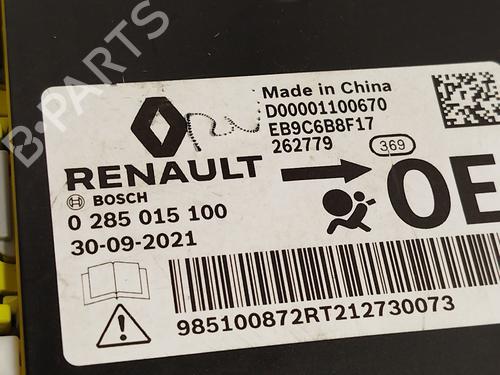 B-PARTS
Made in China
D00001100670
EB9C6B8F17
262779
369
RENAULT
BOSCH
0 285 015 100
30-09-2021
OE
985100872RT212730073